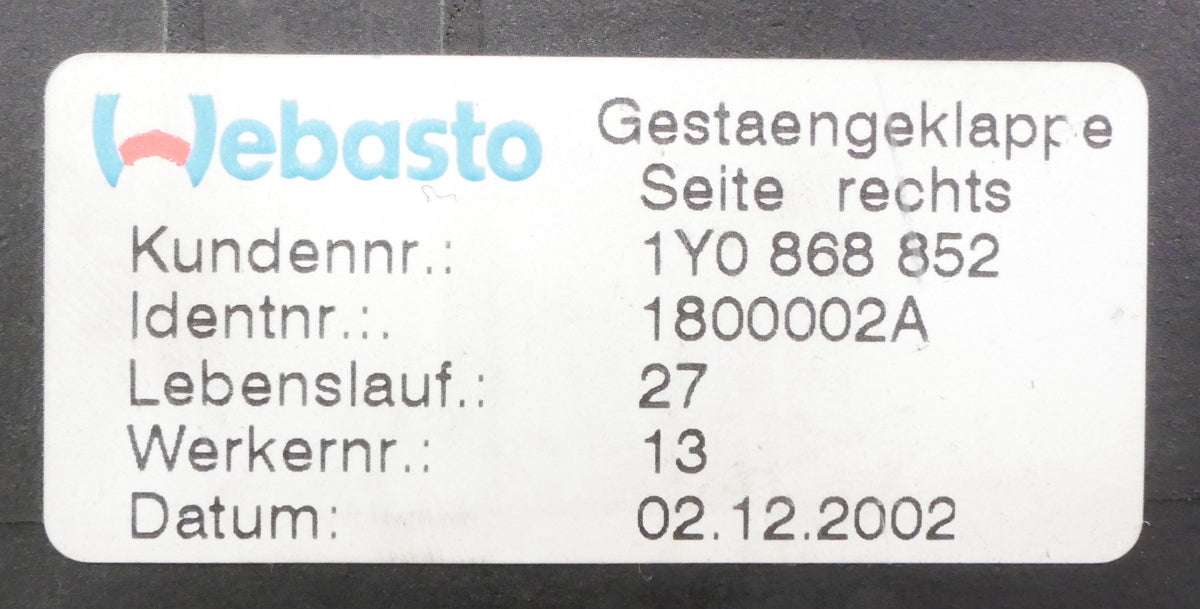 Webasto
Gestaengeklappe
Seite rechts
Kundennr.: 1Y0 868 852
Identnr.:. 1800002A
Lebenslauf.: 27
Werkernr.: 13
Datum: 02.12.2002